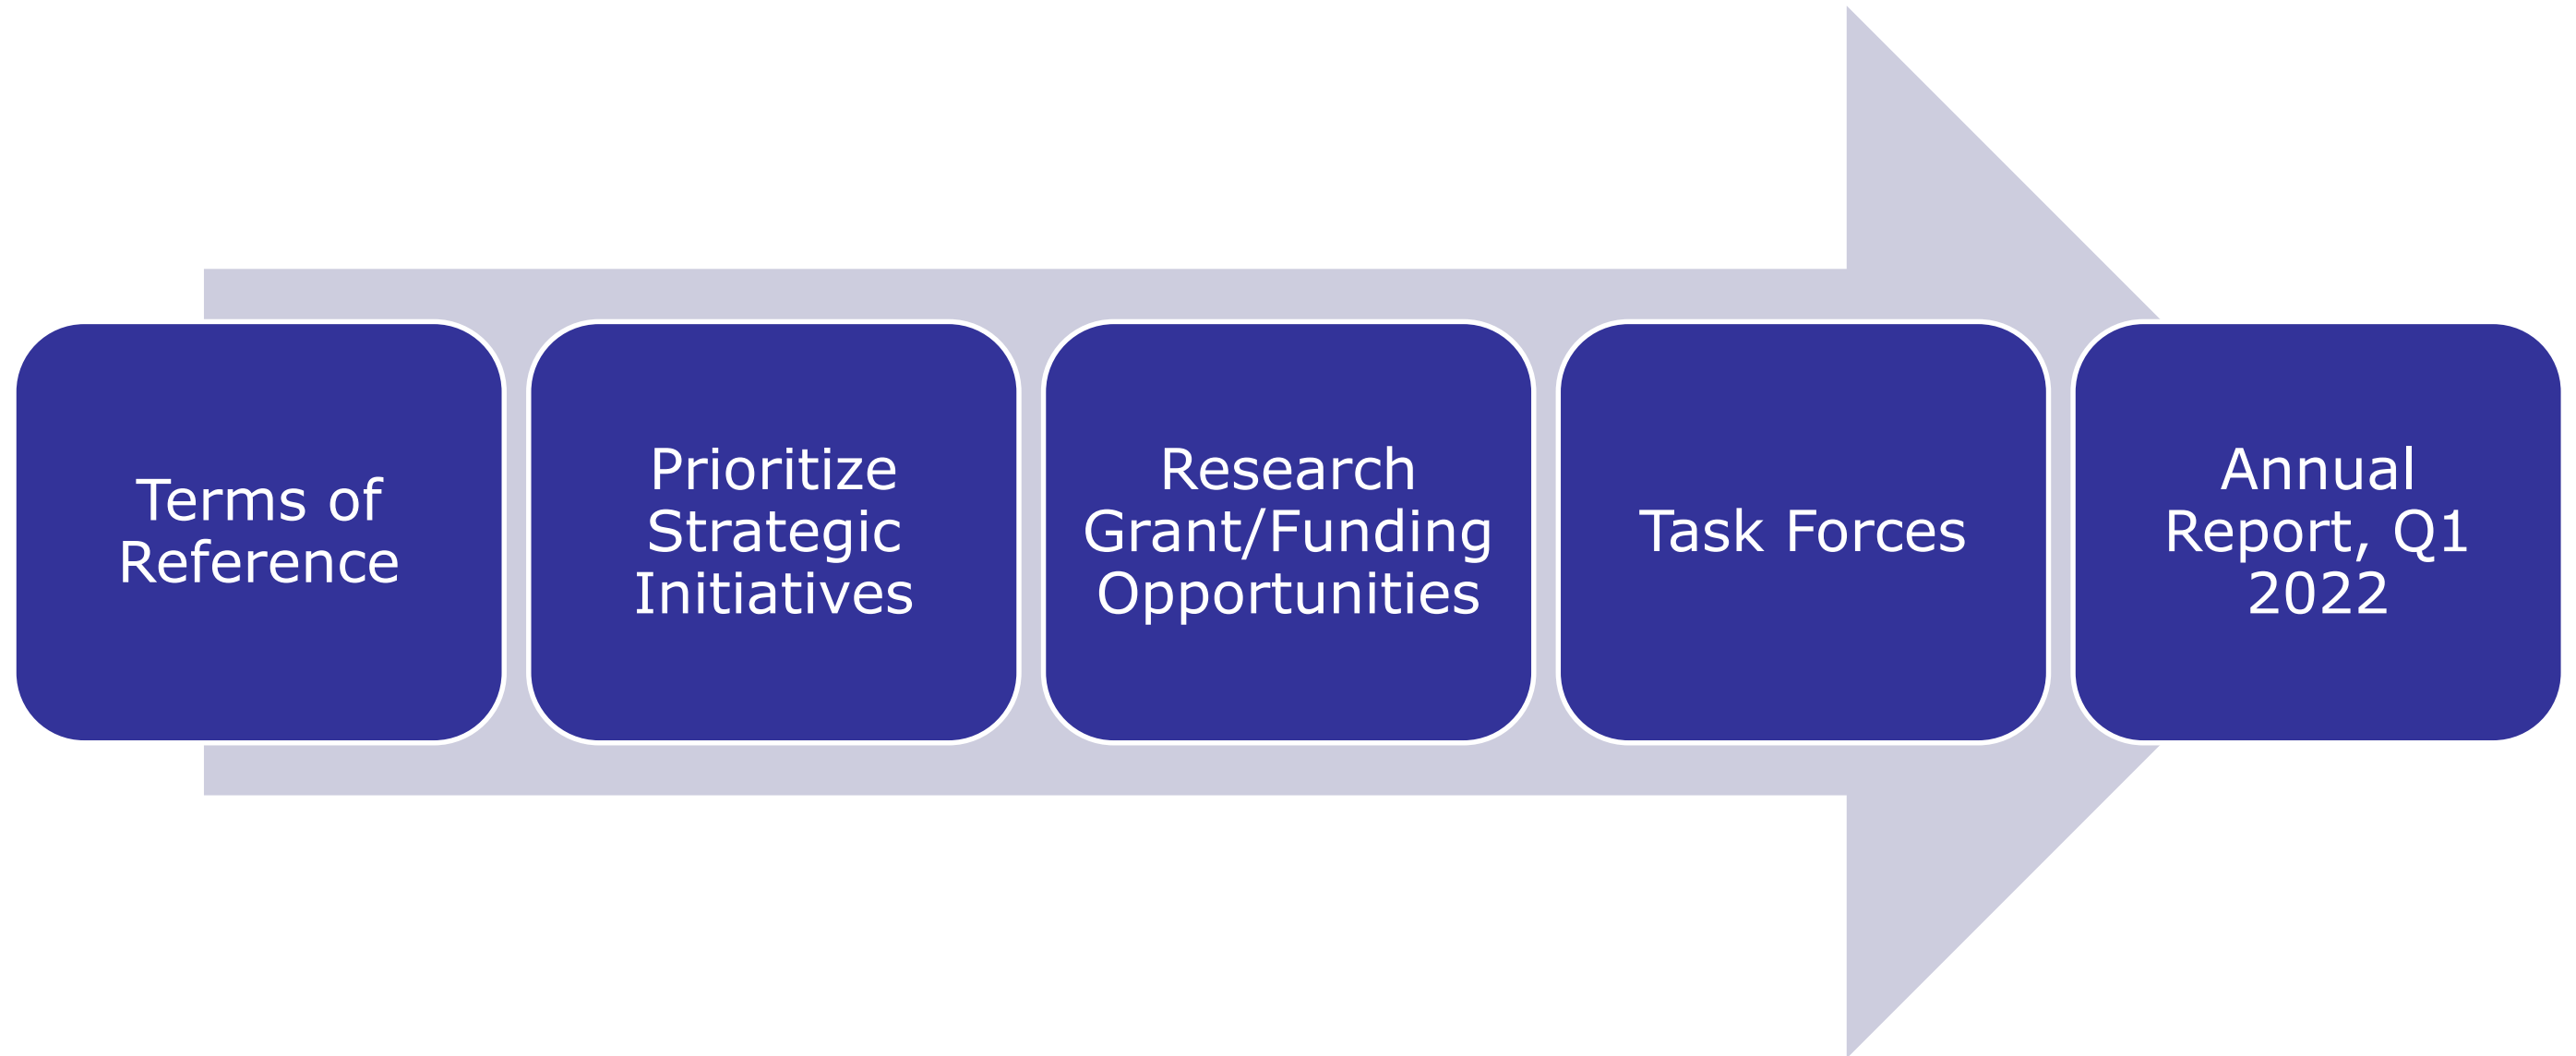 Terms of
Reference
Prioritize
Strategic
Initiatives
Research
Grant/Funding
Opportunities
Task Forces
Annual
Report, Q1
2022